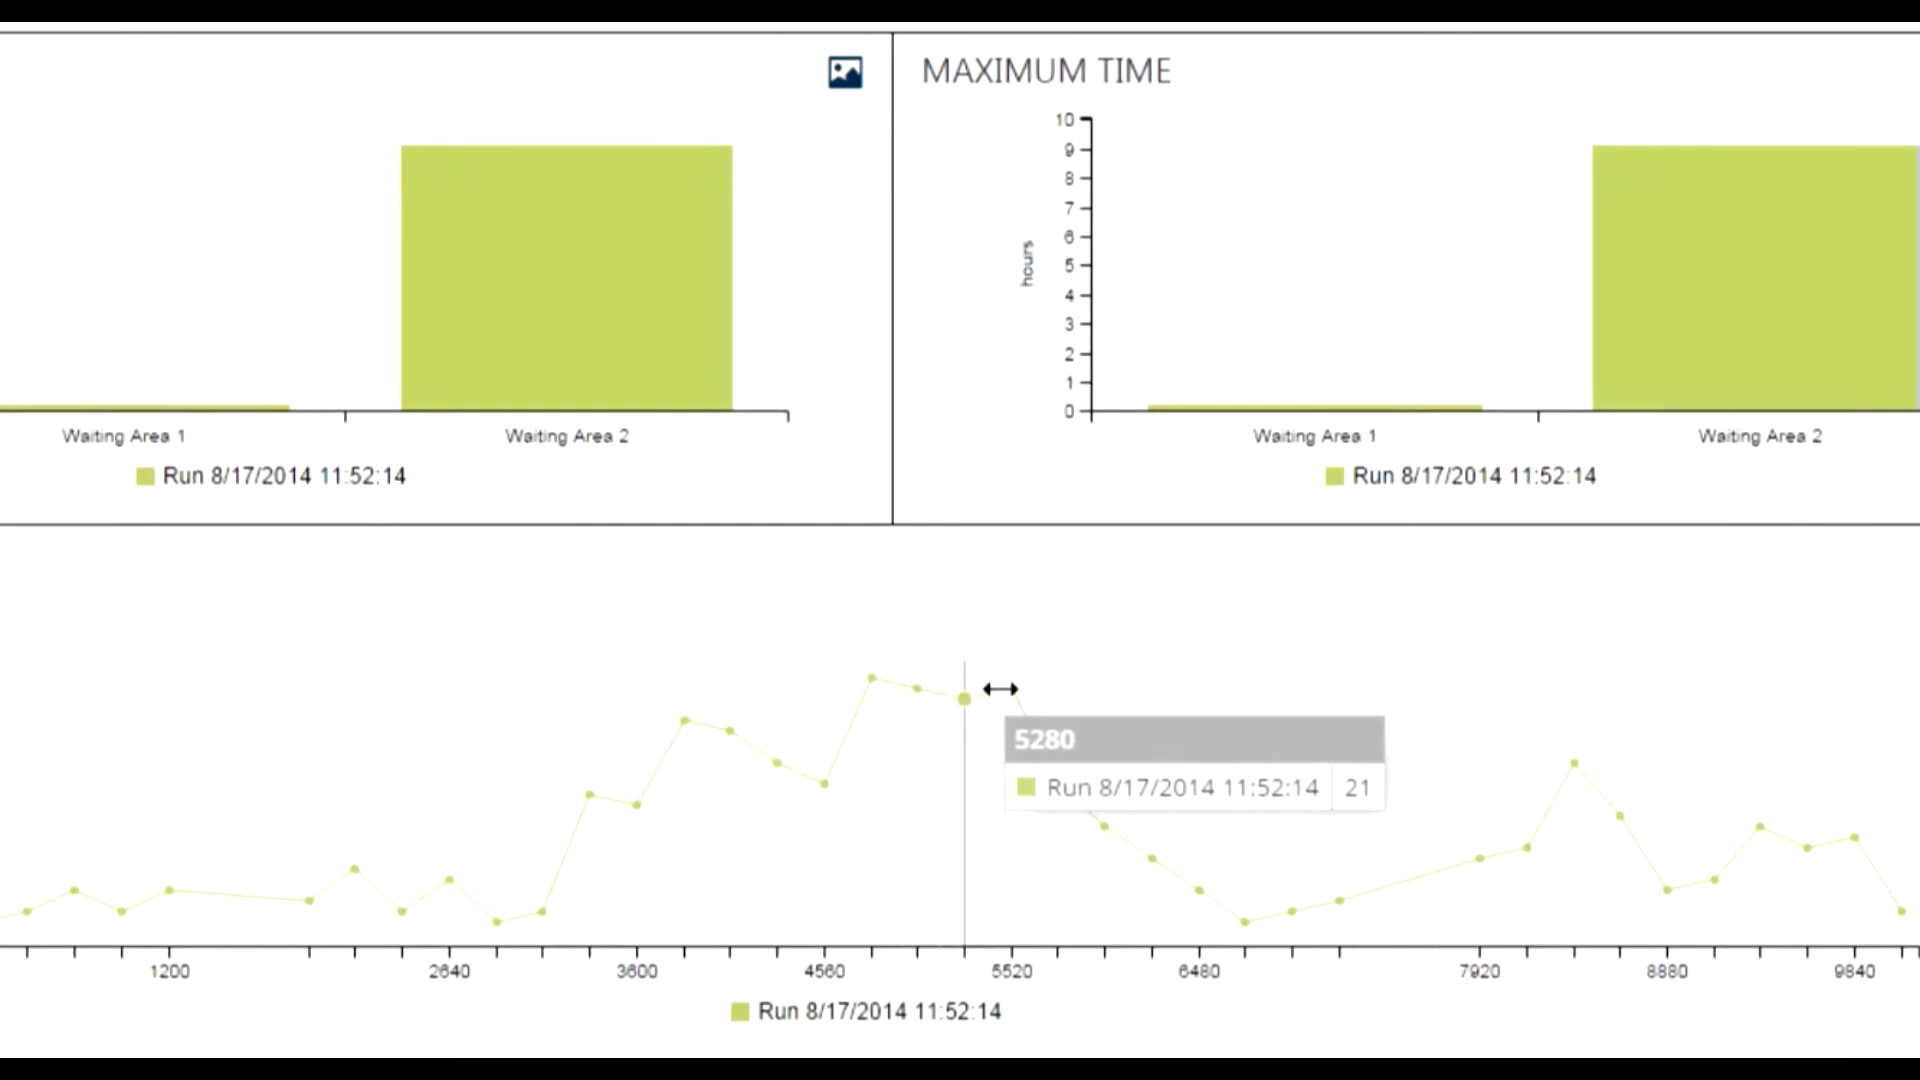 MAXIMUM TIME
10
9
8
7
6
5
4
3
2
1
0
hours
Waiting Area 1
Waiting Area 2
Waiting Area 1
Waiting Area 2
Run 8/17/2014 11:52:14
Run 8/17/2014 11:52:14
5280
Run 8/17/2014 11:52:14 21
1200 2640 3600 4560 5520 6480 7920 8880 9840
Run 8/17/2014 11:52:14